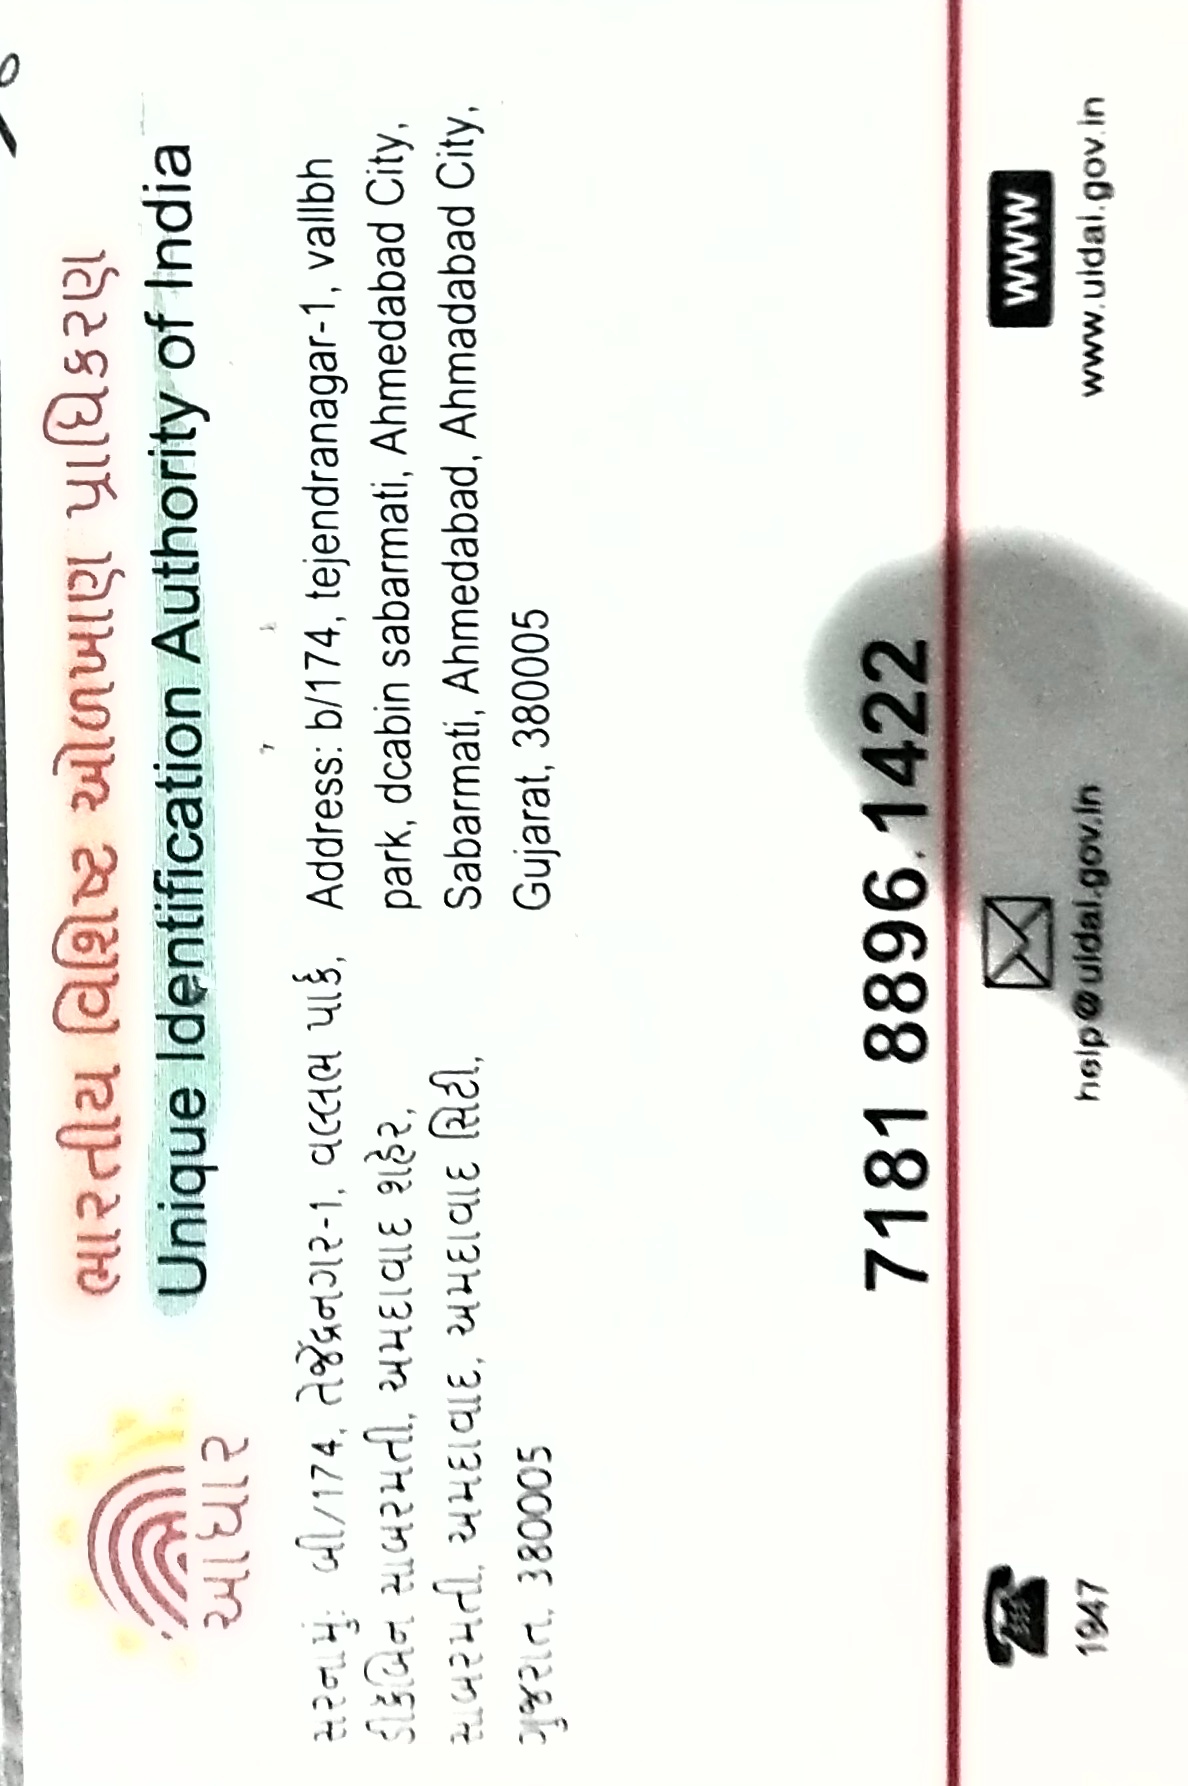 ભારતીય વિશિષ્ટ ઓળખાણ પ્રાધિકરણ
Unique Identification Authority of India
આધાર
સરનામું: બી/174, તેજેંદ્રનગર-1, વલ્લભ પાર્ક,
ડીકેબિન સાબરમતી, અમદાવાદ શહેર,
સાબરમતી, અમદાવાદ, અમદાવાદ સિટી,
ગુજરાત, 380005
Address: b/174, tejendranagar-1, vallbh
park, dcabin sabarmati, Ahmedabad City,
Sabarmati, Ahmedabad, Ahmadabad City,
Gujarat, 380005
7181 8896 1422
1947
help@uidai.gov.in
www
www.uidai.gov.in